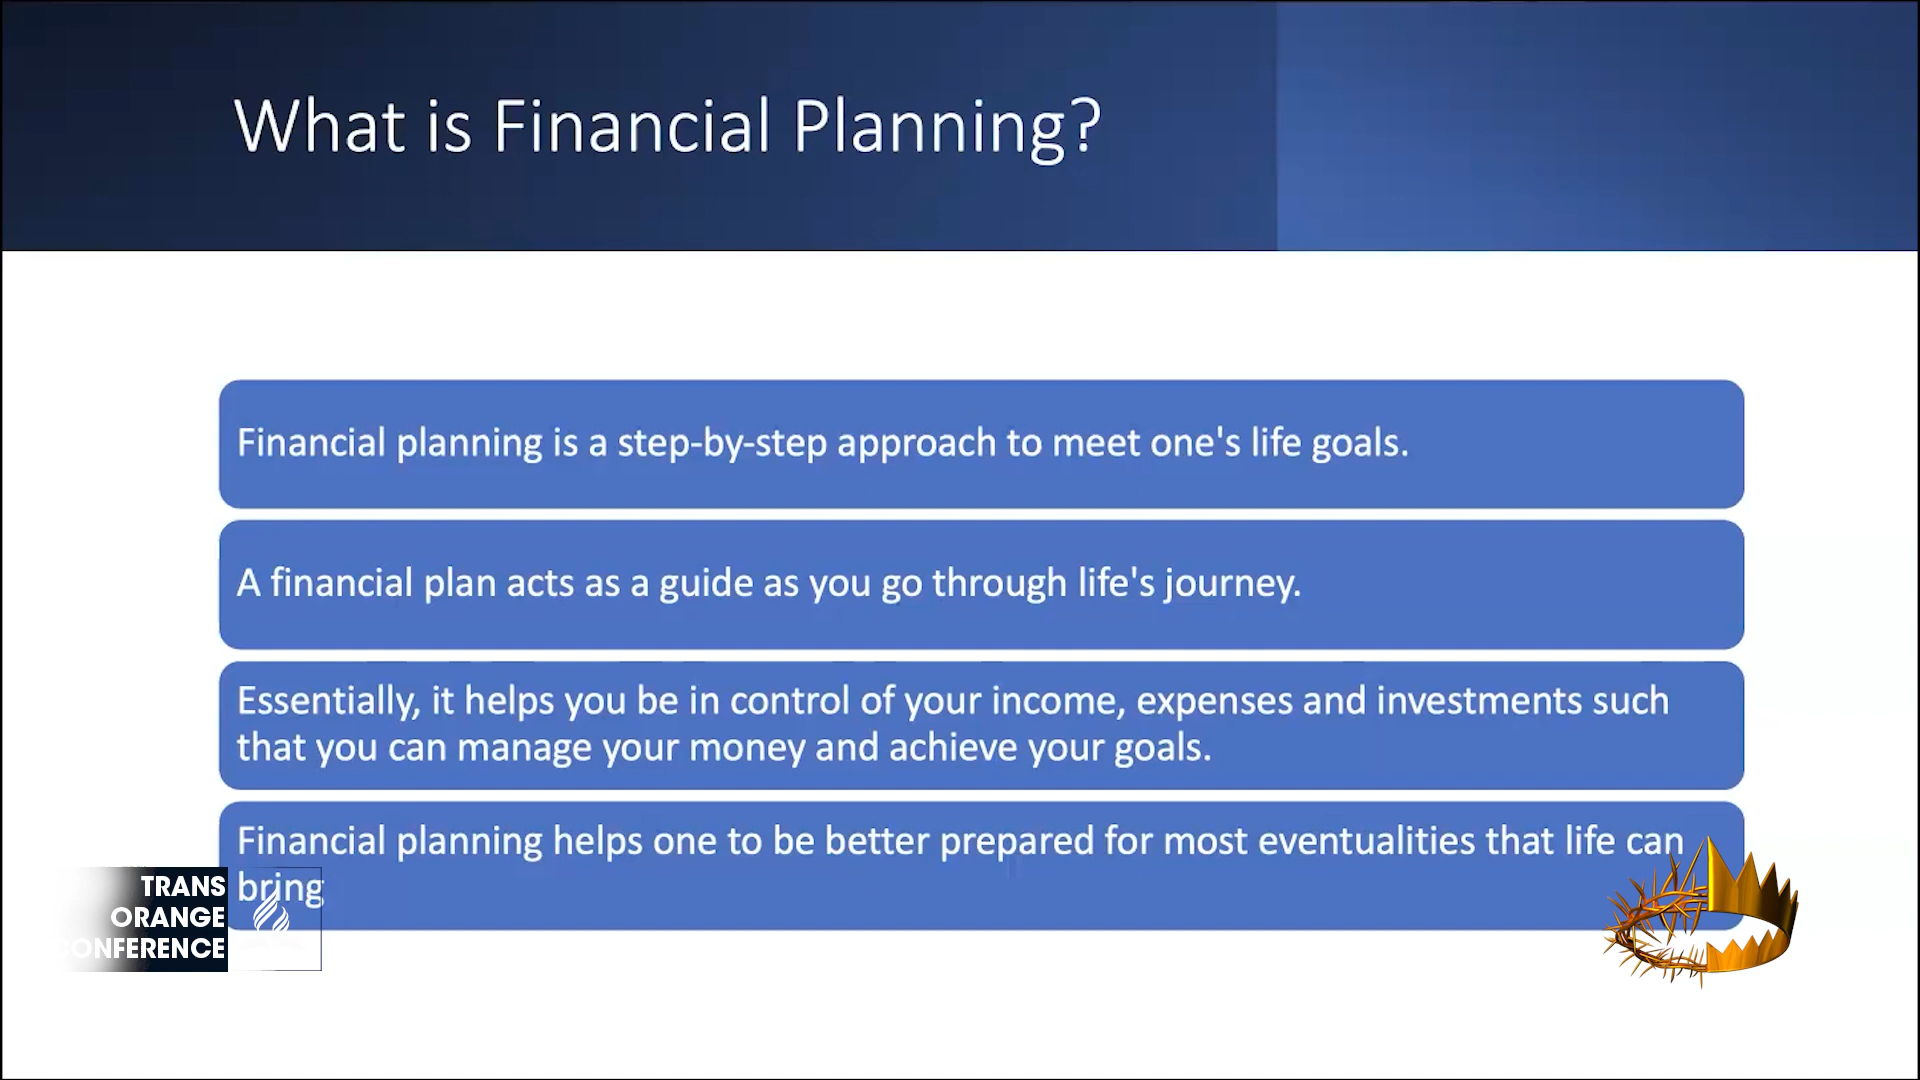 What is Financial Planning?
Financial planning is a step-by-step approach to meet one's life goals.
A financial plan acts as a guide as you go through life's journey.
Essentially, it helps you be in control of your income, expenses and investments such
that you can manage your money and achieve your goals.
Financial planning helps one to be better prepared for most eventualities that life can
bring
TRANS
ORANGE
CONFERENCE